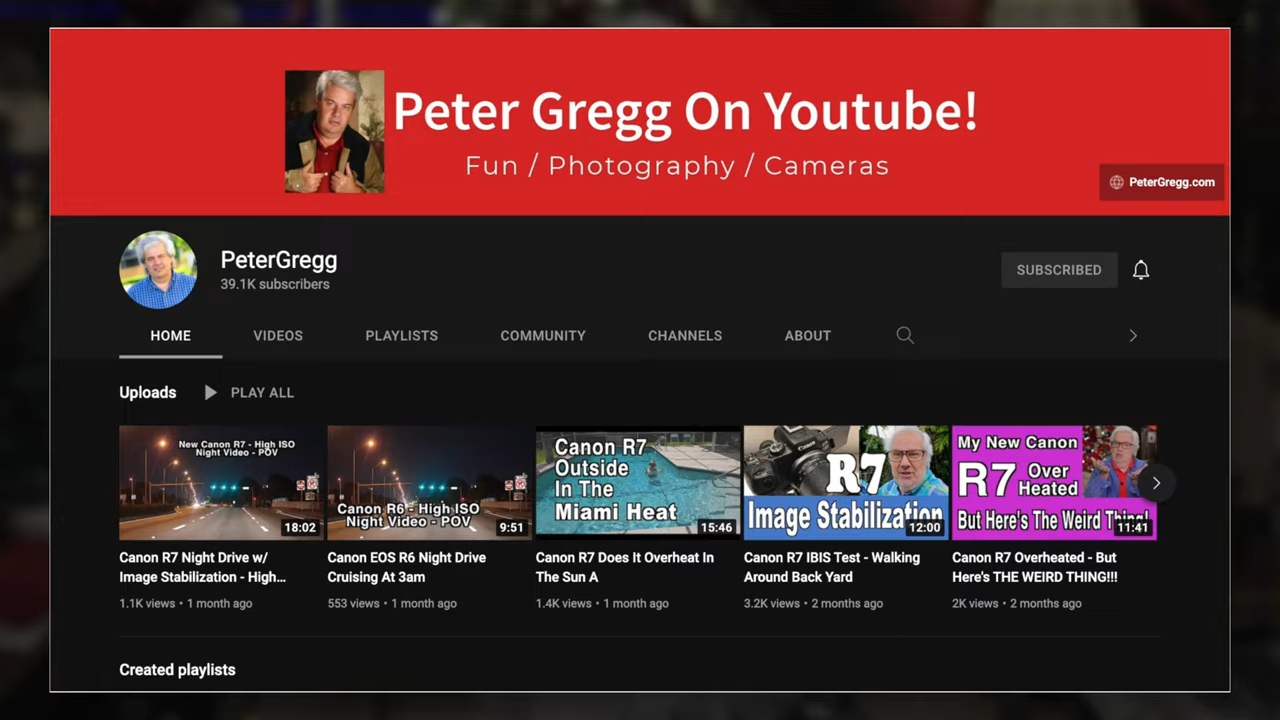 Peter Gregg On Youtube!
Fun / Photography / Cameras
PeterGregg.com
PeterGregg
39.1K subscribers
SUBSCRIBED
HOME VIDEOS PLAYLISTS COMMUNITY CHANNELS ABOUT
Uploads PLAY ALL
New Canon R7 - High ISO
Night Video - POV
18:02
Canon R6 - High ISO
Night Video - POV
9:51
Canon R7
Outside
In The
Miami Heat
15:46
R7
Image Stabilization
12:00
My New Canon
R7 Over
Heated
But Here's The Weird Thing!
11:41
Canon R7 Night Drive w/
Image Stabilization - High...
1.1K views • 1 month ago
Canon EOS R6 Night Drive
Cruising At 3am
553 views • 1 month ago
Canon R7 Does It Overheat In
The Sun A
1.4K views • 1 month ago
Canon R7 IBIS Test - Walking
Around Back Yard
3.2K views • 2 months ago
Canon R7 Overheated - But
Here's THE WEIRD THING!!!
2K views • 2 months ago
Created playlists